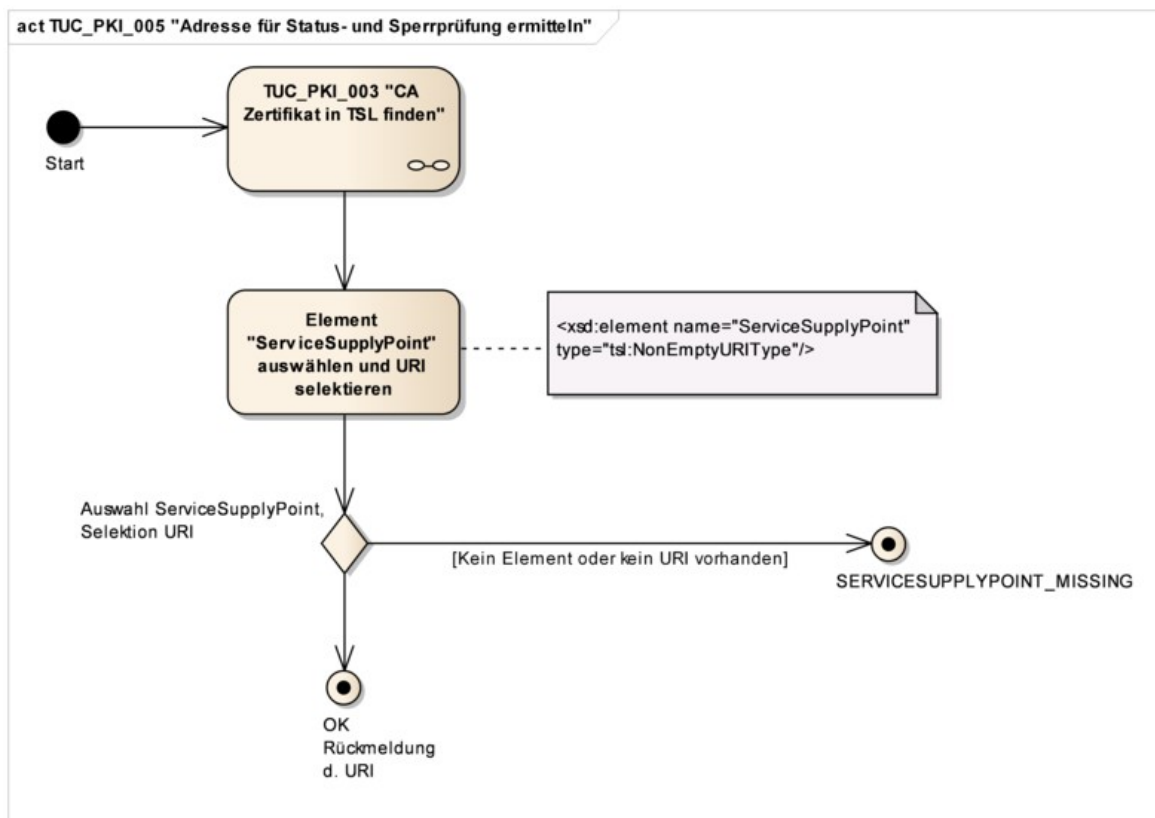 act TUC_PKI_005 "Adresse für Status- und Sperrprüfung ermitteln"
TUC_PKI_003 "CA
Zertifikat in TSL finden"
Start
Element
"ServiceSupplyPoint"
auswählen und URI
selektieren
<xsd:element name="ServiceSupplyPoint"
type="tsl:NonEmptyURIType"/>
Auswahl ServiceSupplyPoint,
Selektion URI
[Kein Element oder kein URI vorhanden]
SERVICESUPPLYPOINT_MISSING
OK
Rückmeldung
d. URI